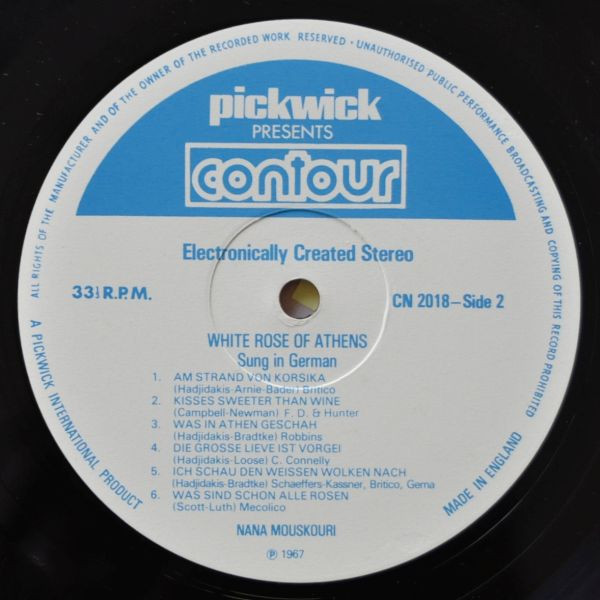 ALL RIGHTS OF THE MANUFACTURER AND OF THE OWNER OF THE RECORDED WORK RESERVED · UNAUTHORISED PUBLIC PERFORMANCE BROADCASTING AND COPYING OF THIS RECORD PROHIBITED
pickwick
PRESENTS
contour
Electronically Created Stereo
33⅓ R.P.M.
CN 2018–Side 2
WHITE ROSE OF ATHENS
Sung in German
1. AM STRAND VON KORSIKA
(Hadjidakis-Arnie-Bader) Britico
2. KISSES SWEETER THAN WINE
(Campbell-Newman) F. D. & Hunter
3. WAS IN ATHEN GESCHAH
(Hadjidakis-Bradtke) Robbins
4. DIE GROSSE LIEVE IST VORGEI
(Hadjidakis-Loose) C. Connelly
5. ICH SCHAU DEN WEISSEN WOLKEN NACH
(Hadjidakis-Bradtke) Schaeffers-Kassner, Britico, Gema
6. WAS SIND SCHON ALLE ROSEN
(Scott-Luth) Mecolico
NANA MOUSKOURI
℗ 1967
A PICKWICK INTERNATIONAL PRODUCT
MADE IN ENGLAND